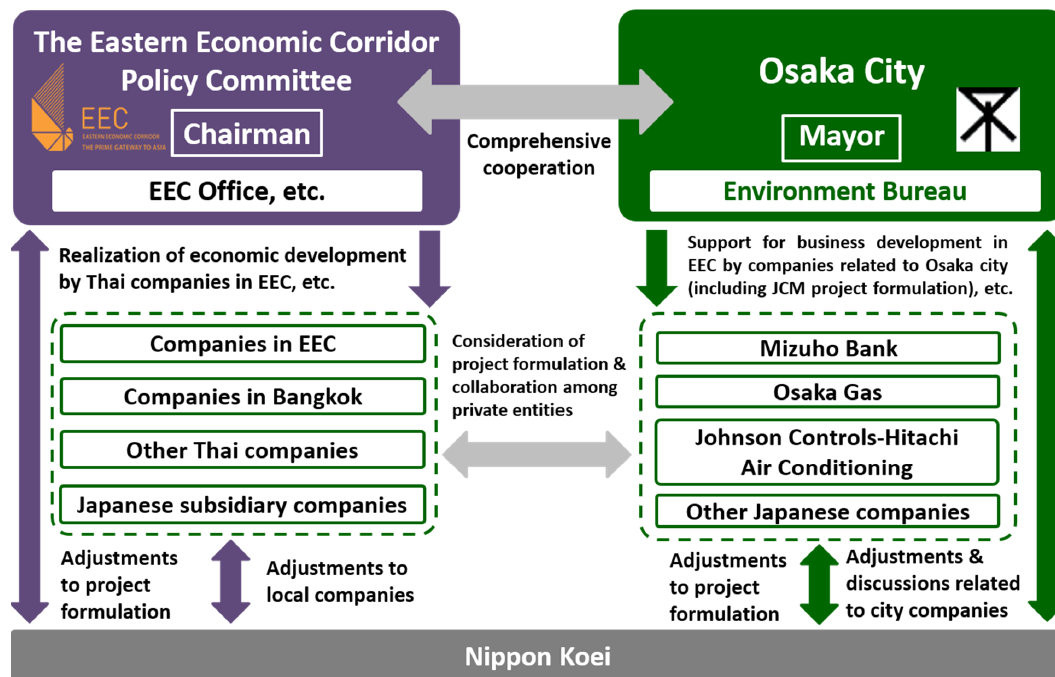 The Eastern Economic Corridor
Policy Committee
EEC
EASTERN ECONOMIC CORRIDOR
THE PRIME GATEWAY TO ASIA
Chairman
EEC Office, etc.
Comprehensive
cooperation
Osaka City
Mayor
Environment Bureau
Realization of economic development
by Thai companies in EEC, etc.
Support for business development in
EEC by companies related to Osaka city
(including JCM project formulation), etc.
Companies in EEC
Companies in Bangkok
Other Thai companies
Japanese subsidiary companies
Consideration of
project formulation &
collaboration among
private entities
Mizuho Bank
Osaka Gas
Johnson Controls-Hitachi
Air Conditioning
Other Japanese companies
Adjustments
to project
formulation
Adjustments to
local companies
Adjustments
to project
formulation
Adjustments &
discussions related
to city companies
Nippon Koei